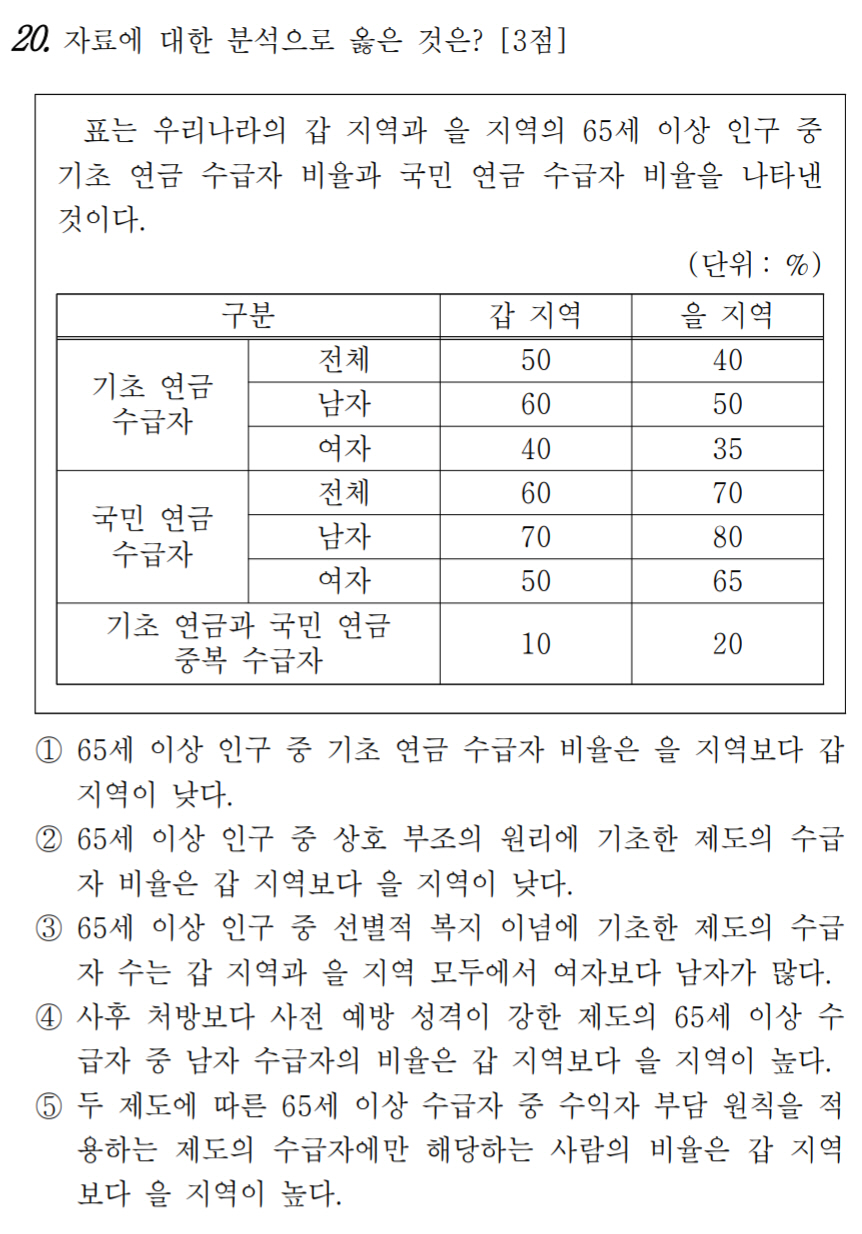 20. 자료에 대한 분석으로 옳은 것은? [3점]
표는 우리나라의 갑 지역과 을 지역의 65세 이상 인구 중
기초 연금 수급자 비율과 국민 연금 수급자 비율을 나타낸
것이다.
(단위 : %)
구분 갑 지역 을 지역
기초 연금
수급자
전체 50 40
남자 60 50
여자 40 35
국민 연금
수급자
전체 60 70
남자 70 80
여자 50 65
기초 연금과 국민 연금
중복 수급자
10 20
① 65세 이상 인구 중 기초 연금 수급자 비율은 을 지역보다 갑
지역이 낮다.
② 65세 이상 인구 중 상호 부조의 원리에 기초한 제도의 수급
자 비율은 갑 지역보다 을 지역이 낮다.
③ 65세 이상 인구 중 선별적 복지 이념에 기초한 제도의 수급
자 수는 갑 지역과 을 지역 모두에서 여자보다 남자가 많다.
④ 사후 처방보다 사전 예방 성격이 강한 제도의 65세 이상 수
급자 중 남자 수급자의 비율은 갑 지역보다 을 지역이 높다.
⑤ 두 제도에 따른 65세 이상 수급자 중 수익자 부담 원칙을 적
용하는 제도의 수급자에만 해당하는 사람의 비율은 갑 지역
보다 을 지역이 높다.